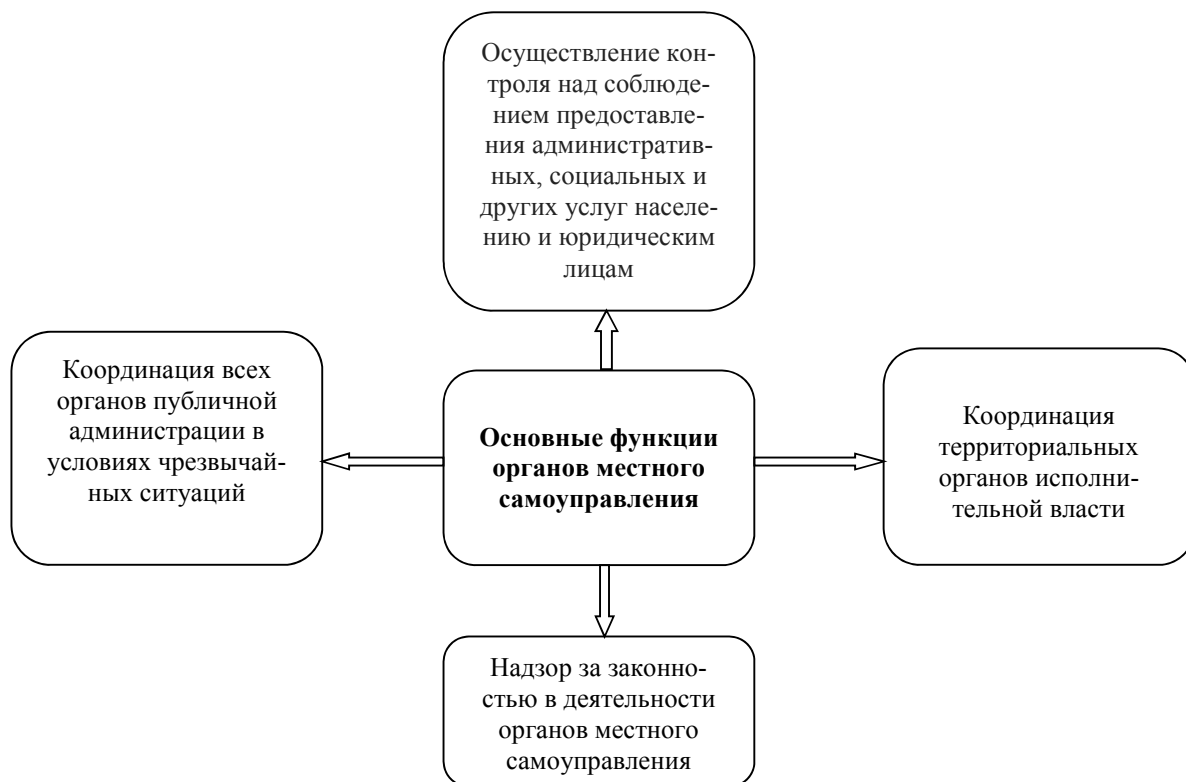 Осуществление кон-
троля над соблюде-
нием предоставле-
ния административ-
ных, социальных и
других услуг населе-
нию и юридическим
лицам
Координация всех
органов публичной
администрации в
условиях чрезвычай-
ных ситуаций
Основные функции
органов местного
самоуправления
Координация
территориальных
органов исполни-
тельной власти
Надзор за законно-
стью в деятельности
органов местного
самоуправления